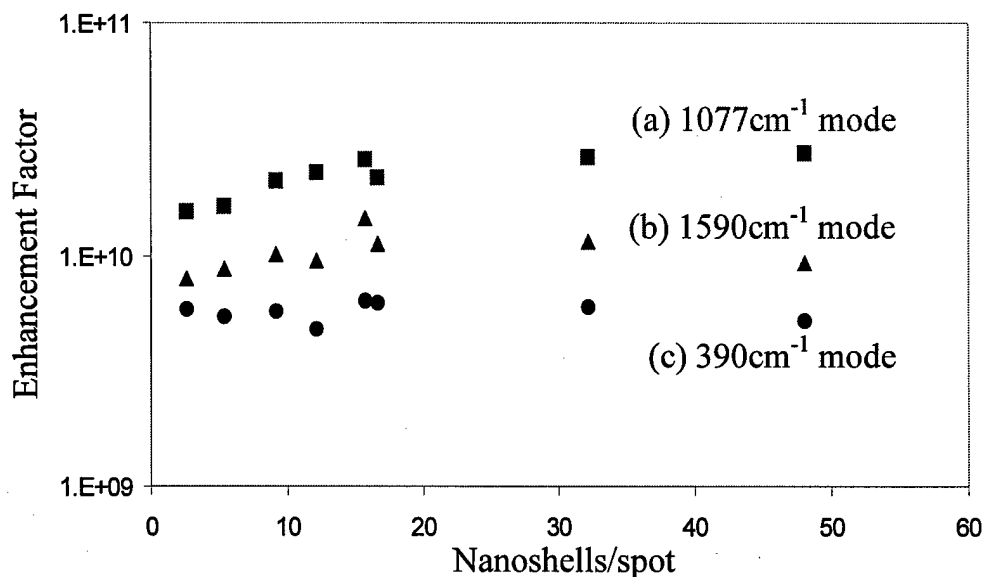 1.E+11
(a) 1077cm⁻¹ mode
(b) 1590cm⁻¹ mode
1.E+10
(c) 390cm⁻¹ mode
1.E+09
Enhancement Factor
0 10 20 30 40 50 60
Nanoshells/spot